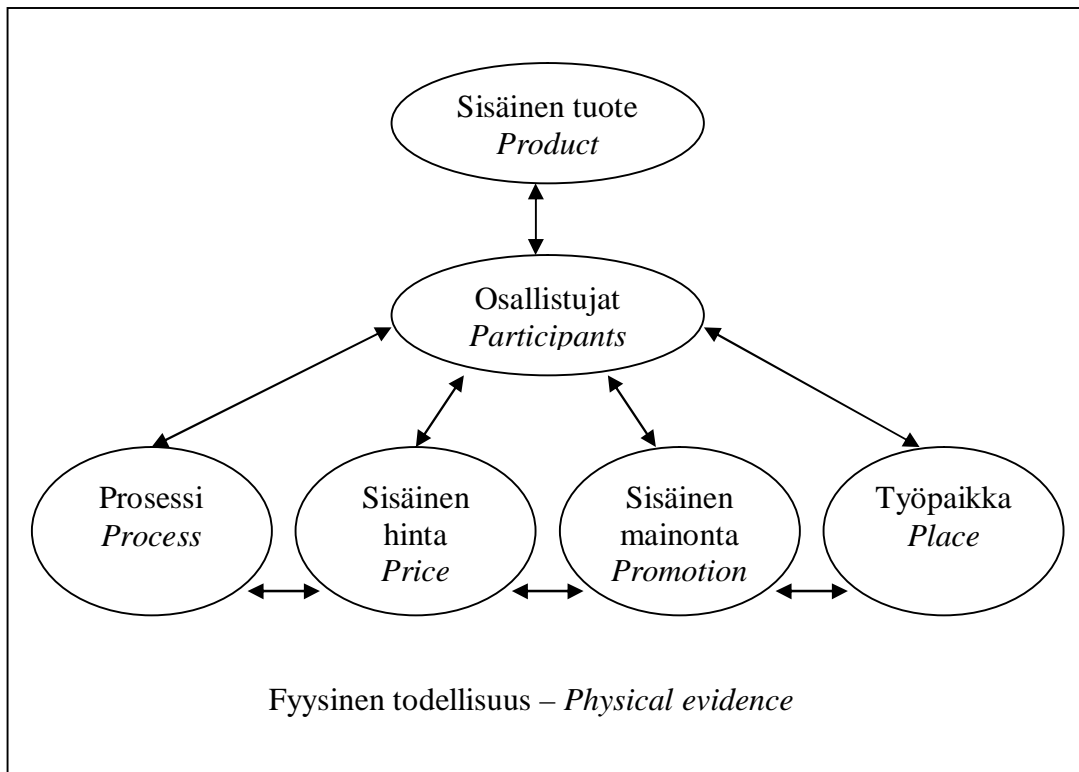 Sisäinen tuote
Product
Osallistujat
Participants
Prosessi
Process
Sisäinen
hinta
Price
Sisäinen
mainonta
Promotion
Työpaikka
Place
Fyysinen todellisuus – Physical evidence